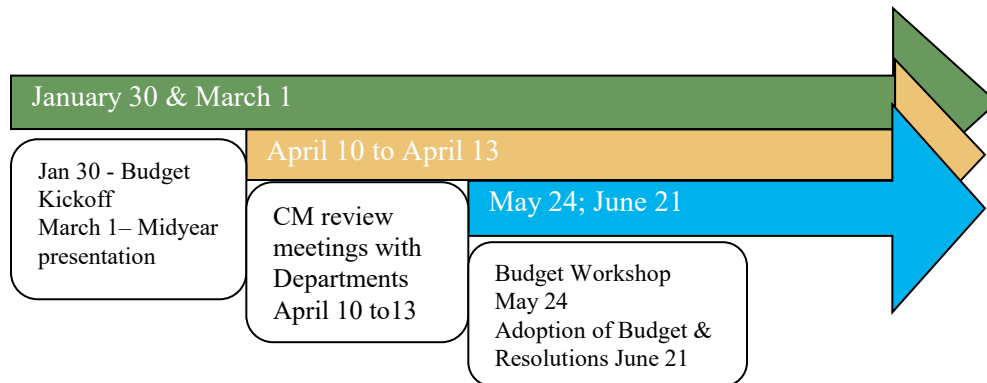 January 30 & March 1
Jan 30 - Budget
Kickoff
March 1– Midyear
presentation
April 10 to April 13
CM review
meetings with
Departments
April 10 to13
May 24; June 21
Budget Workshop
May 24
Adoption of Budget &
Resolutions June 21